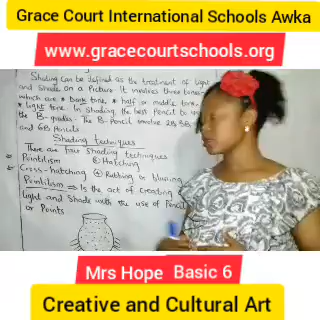 Grace Court International Schools Awka
www.gracecourtschools.org
Shading can be defined as the treatment of light
and shade on a picture. It involves three tones
which are * Dark tone, * half or middle tone,
* light tone. In shading, the best Pencil to
the B-grades. The B-Pencil involve 2B,
and 6B Pencils
Shading techniques
There are four Shading techniques
Pointilism ③ Hatching
Cross-hatching ④ Rubbing or
Pointilism → Is the act of creating
light and Shade with the use of Pencil
or Points
Mrs Hope Basic 6
Creative and Cultural Art